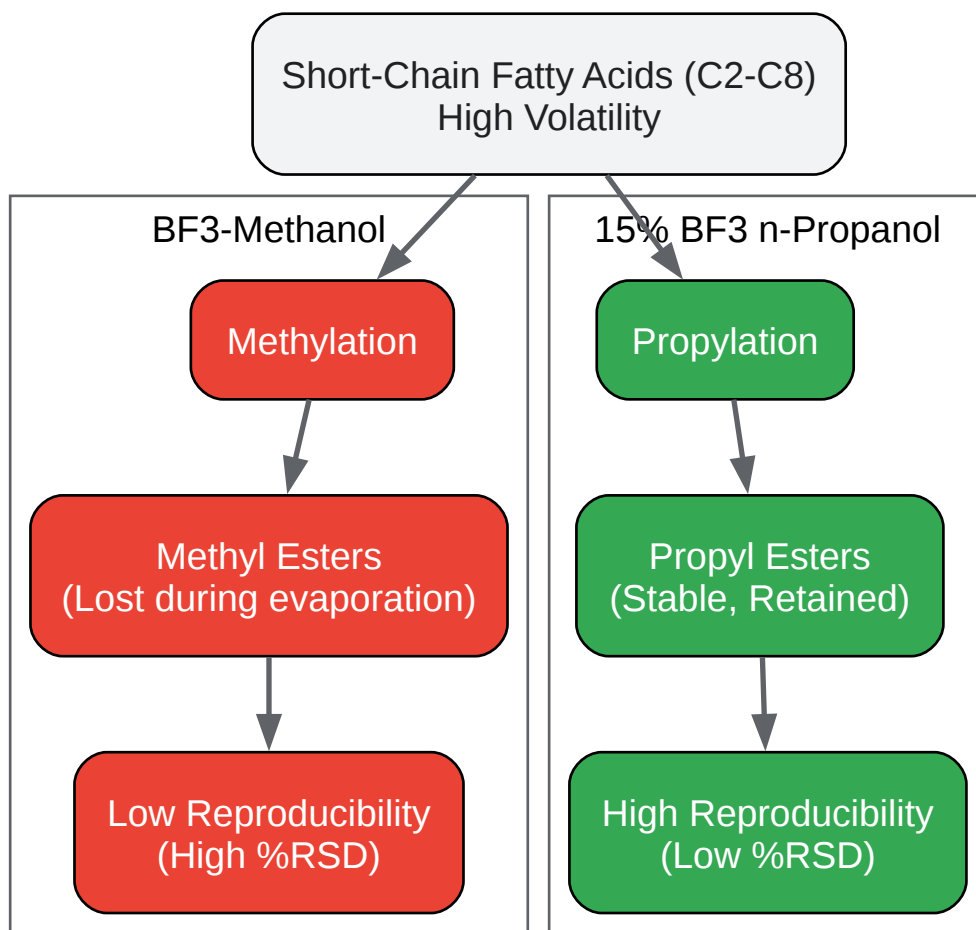 Short-Chain Fatty Acids (C2-C8)
High Volatility
BF3-Methanol
Methylation
Methyl Esters
(Lost during evaporation)
Low Reproducibility
(High %RSD)
15% BF3 n-Propanol
Propylation
Propyl Esters
(Stable, Retained)
High Reproducibility
(Low %RSD)